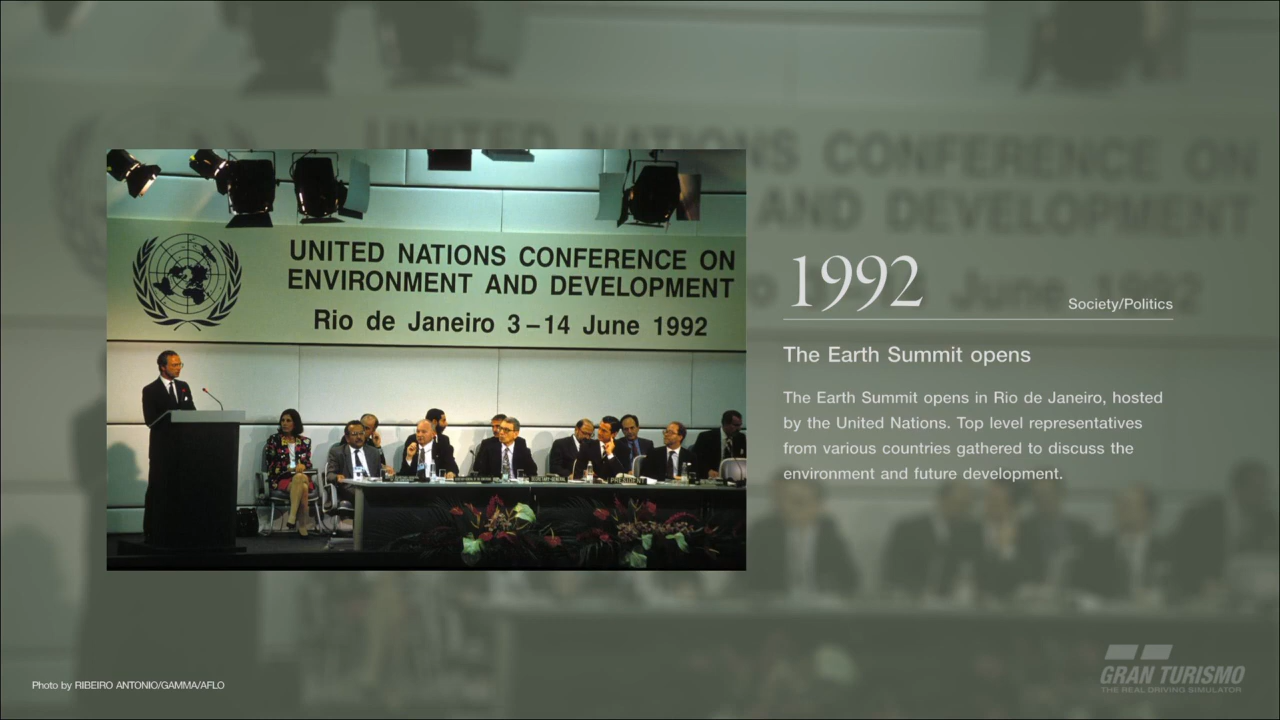 UNITED NATIONS CONFERENCE ON
ENVIRONMENT AND DEVELOPMENT
Rio de Janeiro 3–14 June 1992
1992
Society/Politics
The Earth Summit opens
The Earth Summit opens in Rio de Janeiro, hosted
by the United Nations. Top level representatives
from various countries gathered to discuss the
environment and future development.
Photo by RIBEIRO ANTONIO/GAMMA/AFLO
GRAN TURISMO
THE REAL DRIVING SIMULATOR